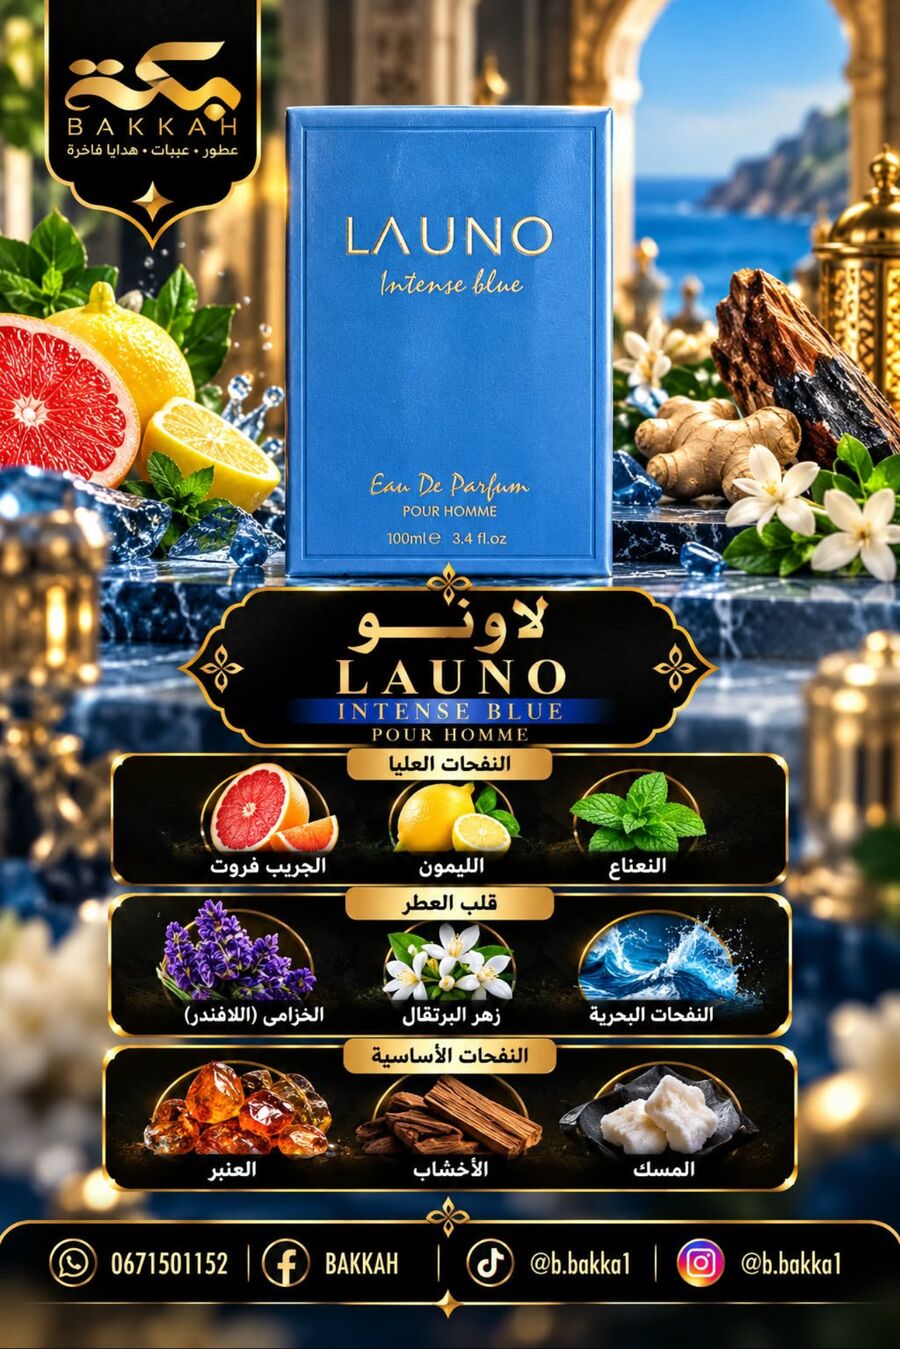 بكة
BAKKAH
عطور • عبيات • هدايا فاخرة
LAUNO
Intense blue
Eau De Parfum
POUR HOMME
100ml e 3.4 fl.oz
لاونـــو
LAUNO
INTENSE BLUE
POUR HOMME
النفحات العليا
النعناع
الليمون
الجريب فروت
قلب العطر
النفحات البحرية
زهر البرتقال
الخزامى (اللافندر)
النفحات الأساسية
المسك
الأخشاب
العنبر
0671501152 | BAKKAH | @b.bakka1 | @b.bakka1